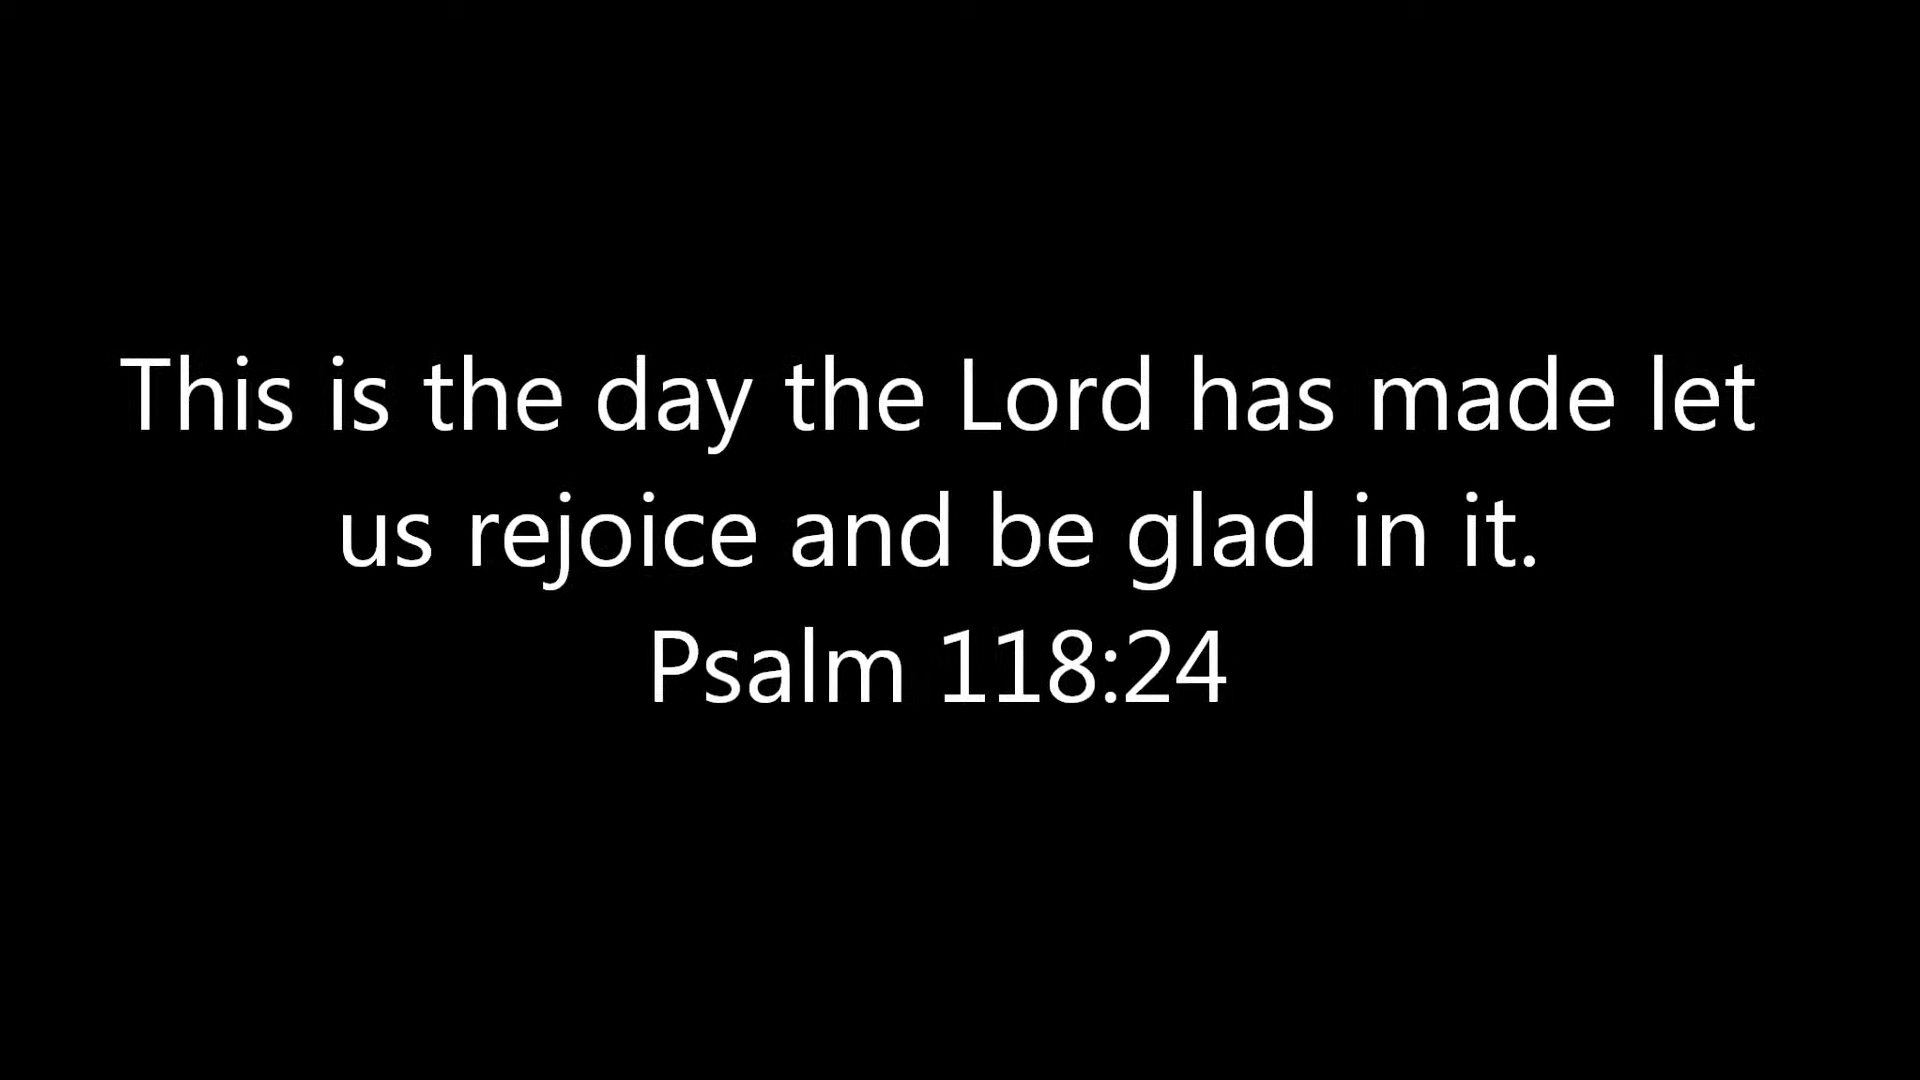 This is the day the Lord has made let
us rejoice and be glad in it.
Psalm 118:24